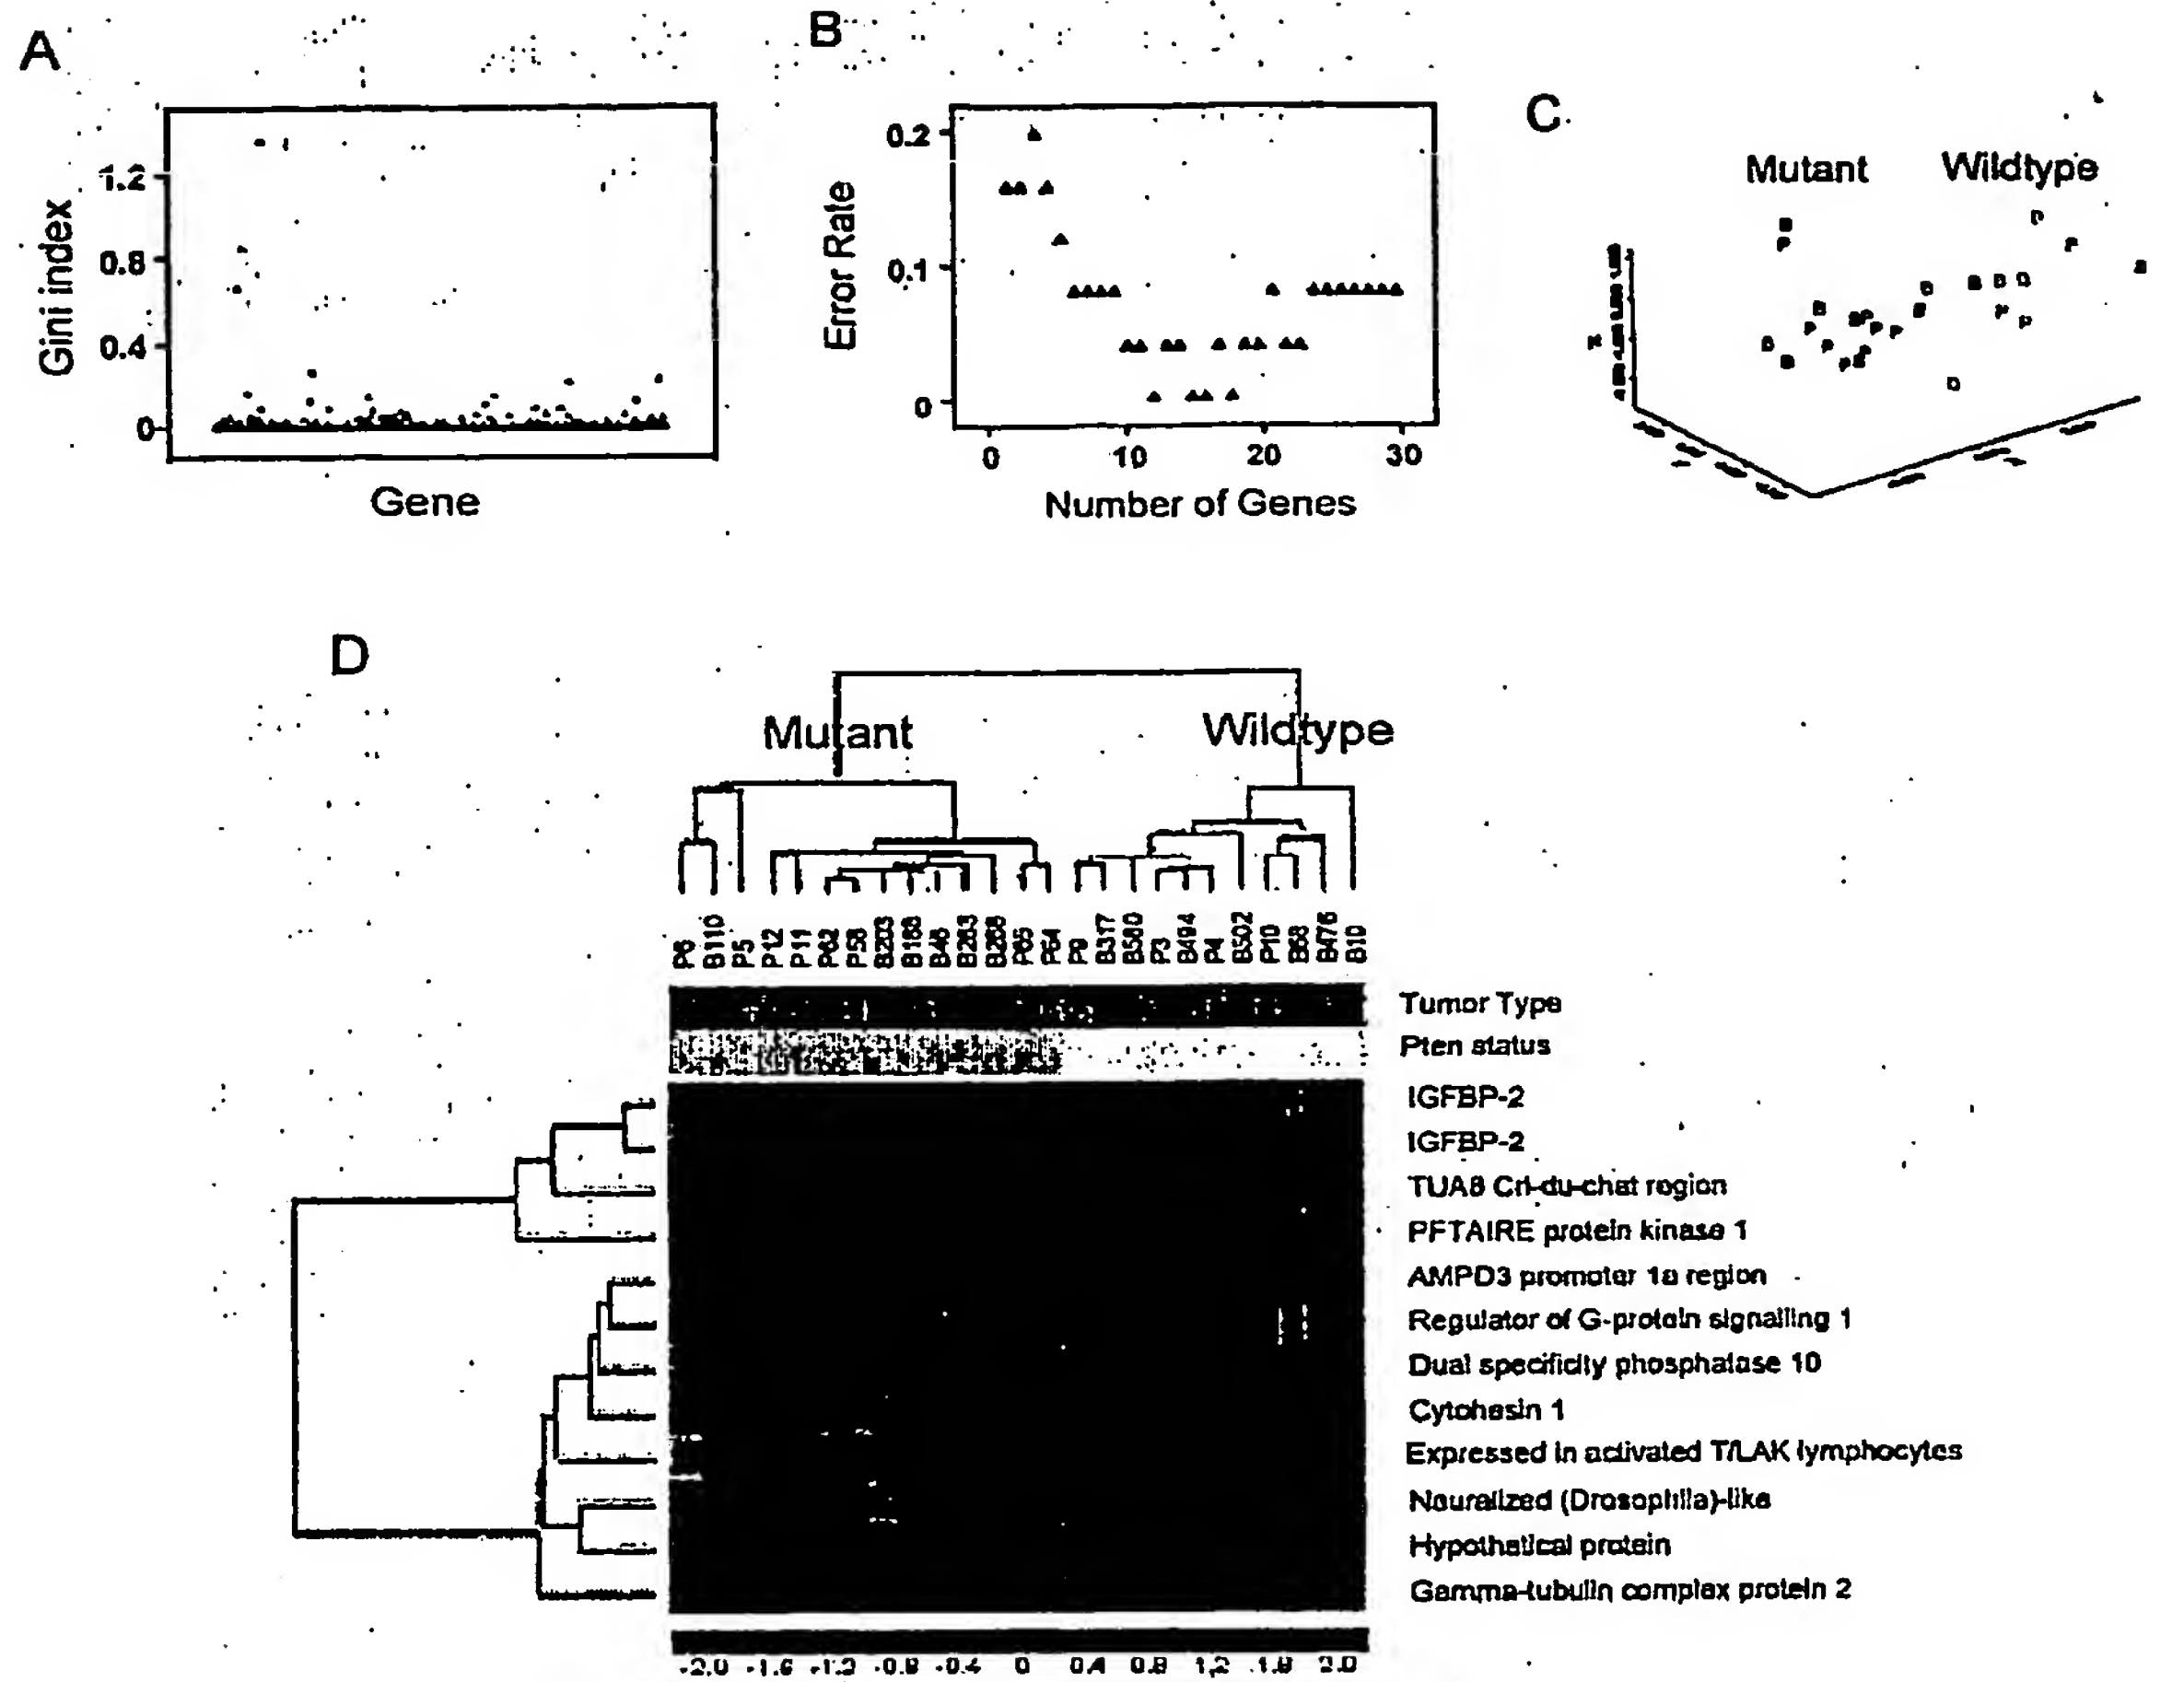 A
B
C
Gini index
1.2
0.8
0.4
0
Gene
Error Rate
0.2
0.1
0
0
10
20
30
Number of Genes
Mutant
Wildtype
D
Mutant
Wildtype
P6
B110
P5
P12
P11
P62
P58
B203
B188
B46
B263
B268
P65
P64
P9
B317
B580
P3
B494
P4
B502
P10
B68
B476
B10
Tumor Type
Pten status
IGFBP-2
IGFBP-2
TUA8 Cri-du-chat region
PFTAIRE protein kinase 1
AMPD3 promoter 1a region
Regulator of G-protein signalling 1
Dual specificity phosphatase 10
Cytohesin 1
Expressed in activated T/LAK lymphocytes
Neuralized (Drosophila)-like
Hypothetical protein
Gamma-tubulin complex protein 2
-2.0 -1.6 -1.2 -0.8 -0.4 0 0.4 0.8 1.2 1.8 2.0